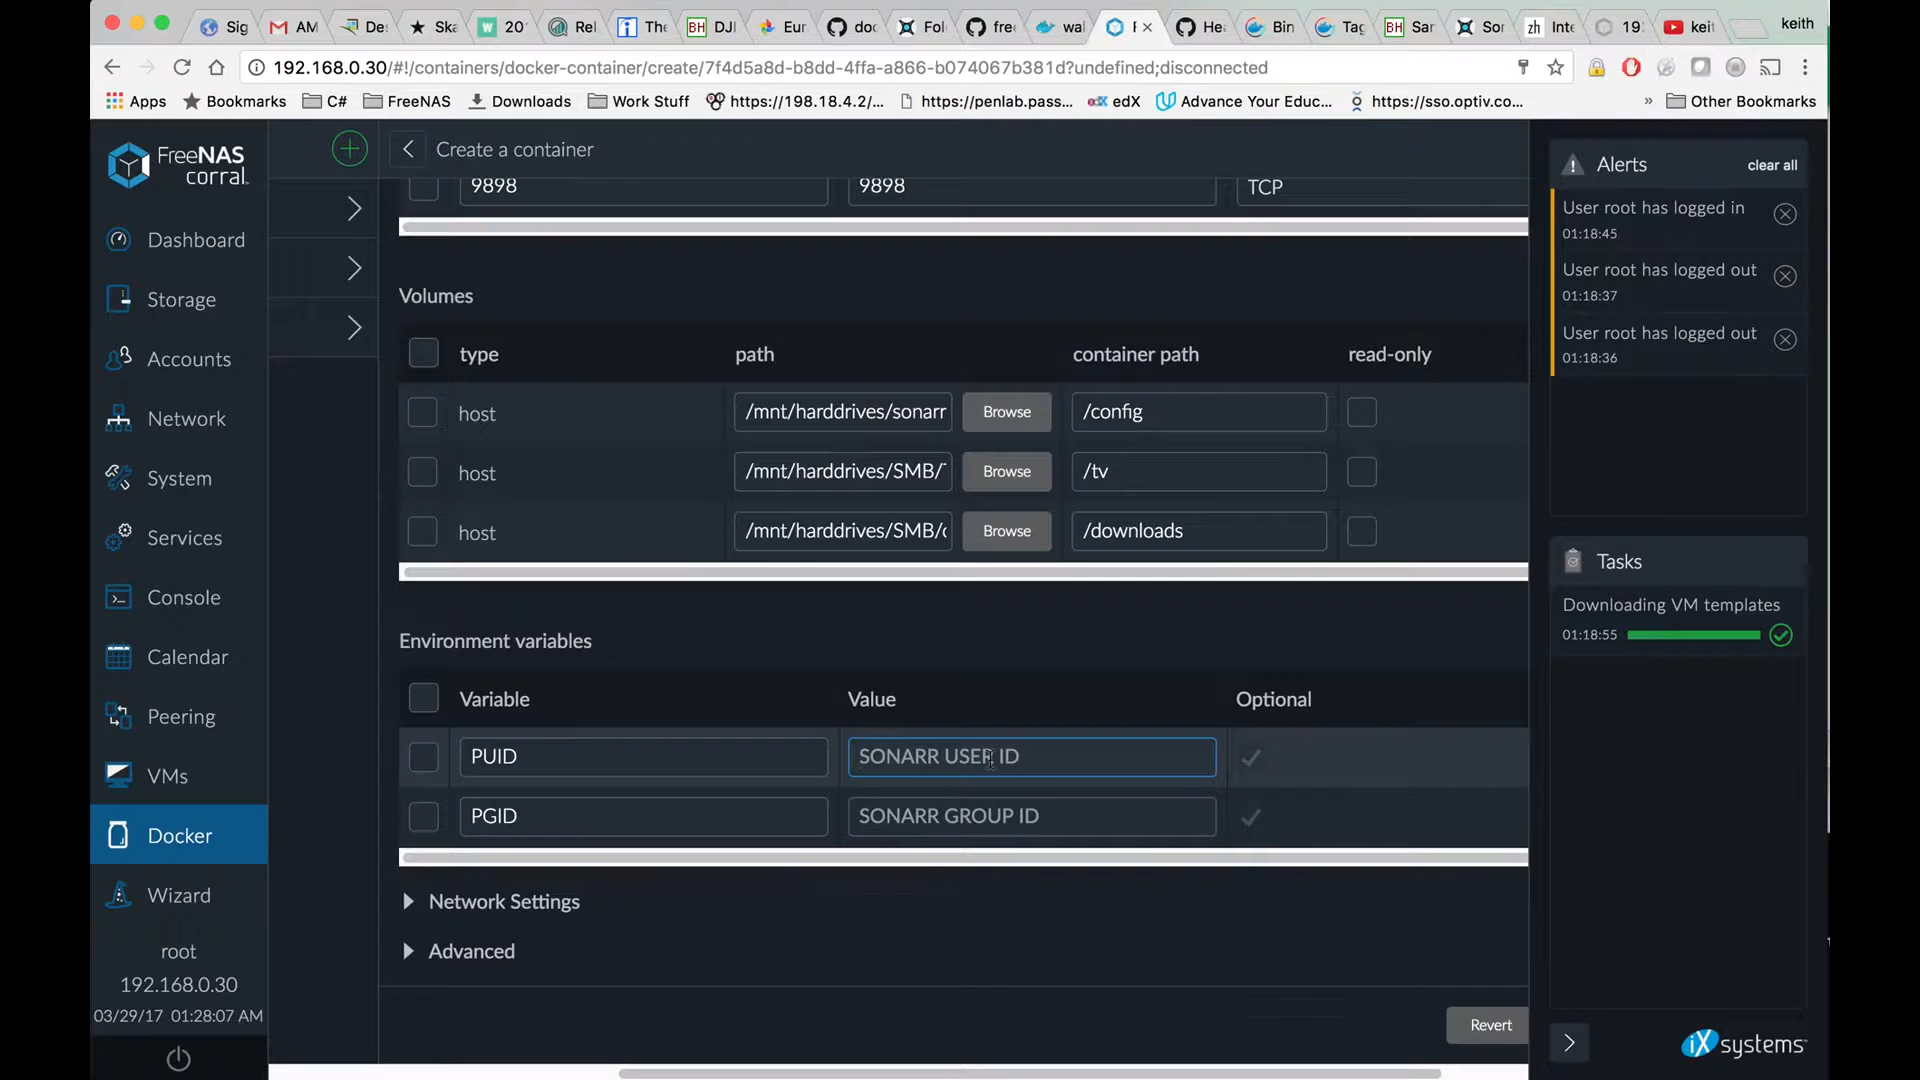 Sig AM De Ska 20 Rel The DJI Eur doc Fol free wal F Hea Bin Tag Sar Sor Inte 19 keit keith
192.168.0.30/#!/containers/docker-container/create/7f4d5a8d-b8dd-4ffa-a866-b074067b381d?undefined;disconnected
Apps Bookmarks C# FreeNAS Downloads Work Stuff https://198.18.4.2/... https://penlab.pass... edX Advance Your Educ... https://sso.optiv.co... » Other Bookmarks
FreeNAS
corral
Dashboard
Storage
Accounts
Network
System
Services
Console
Calendar
Peering
VMs
Docker
Wizard
root
192.168.0.30
03/29/17 01:28:07 AM
Create a container
9898 9898 TCP
Volumes
type path container path read-only
host /mnt/harddrives/sonarr Browse /config
host /mnt/harddrives/SMB/ Browse /tv
host /mnt/harddrives/SMB/ Browse /downloads
Environment variables
Variable Value Optional
PUID SONARR USER ID
PGID SONARR GROUP ID
Network Settings
Advanced
Revert
Alerts clear all
User root has logged in
01:18:45
User root has logged out
01:18:37
User root has logged out
01:18:36
Tasks
Downloading VM templates
01:18:55
iXsystems